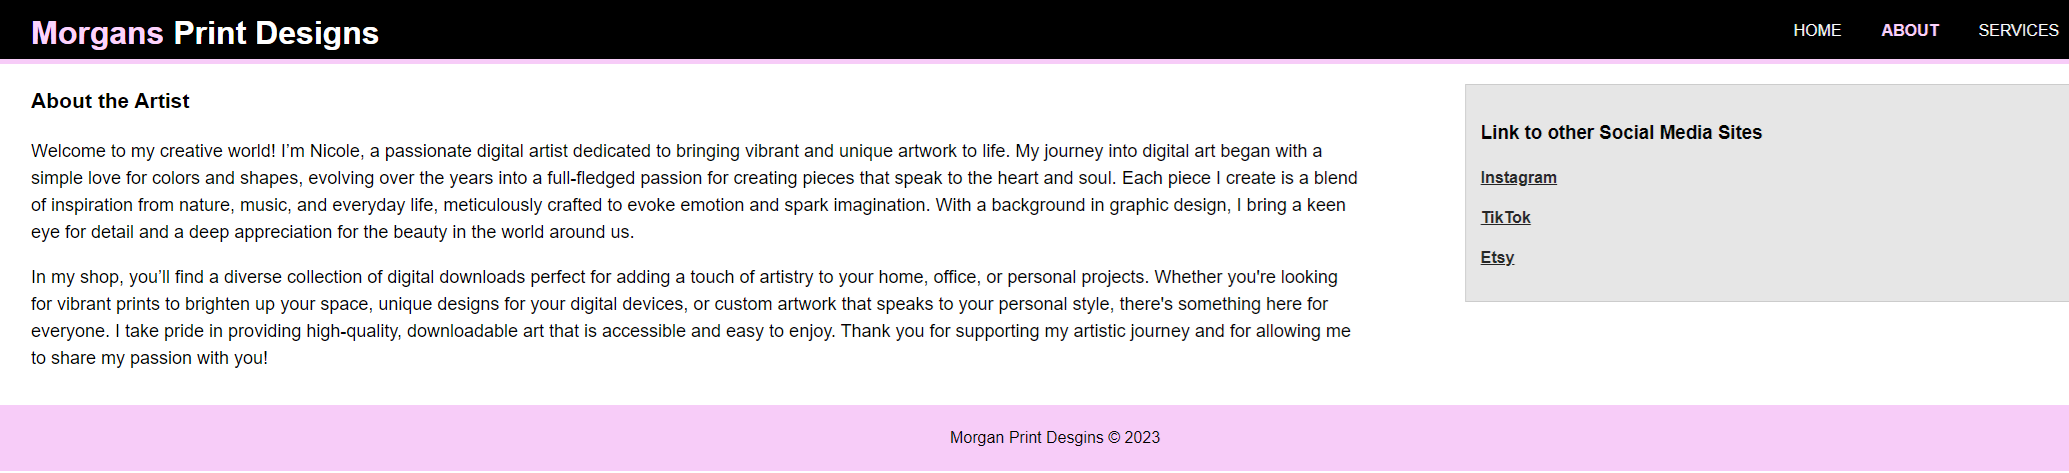 Morgans Print Designs
HOME ABOUT SERVICES
About the Artist
Welcome to my creative world! I’m Nicole, a passionate digital artist dedicated to bringing vibrant and unique artwork to life. My journey into digital art began with a
simple love for colors and shapes, evolving over the years into a full-fledged passion for creating pieces that speak to the heart and soul. Each piece I create is a blend
of inspiration from nature, music, and everyday life, meticulously crafted to evoke emotion and spark imagination. With a background in graphic design, I bring a keen
eye for detail and a deep appreciation for the beauty in the world around us.
In my shop, you’ll find a diverse collection of digital downloads perfect for adding a touch of artistry to your home, office, or personal projects. Whether you're looking
for vibrant prints to brighten up your space, unique designs for your digital devices, or custom artwork that speaks to your personal style, there's something here for
everyone. I take pride in providing high-quality, downloadable art that is accessible and easy to enjoy. Thank you for supporting my artistic journey and for allowing me
to share my passion with you!
Link to other Social Media Sites
Instagram
TikTok
Etsy
Morgan Print Desgins © 2023